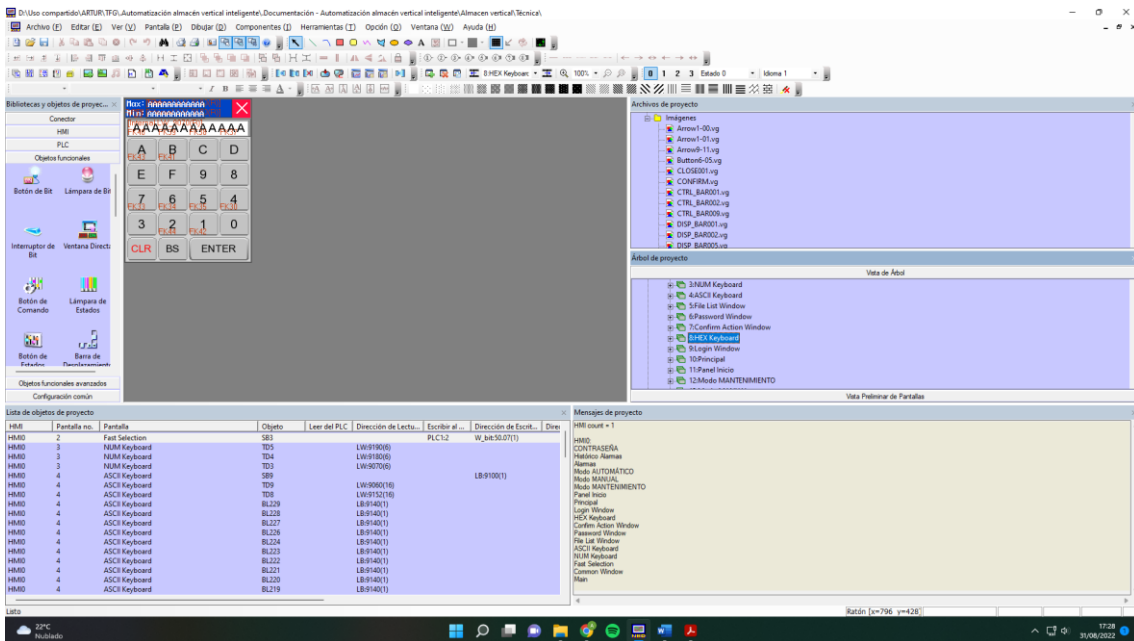 D:\Uso compartido\ARTUR\TFG\.Automatización almacén vertical inteligente\.Documentación - Automatización almacén vertical inteligente\Almacen vertical\Técnica\
Archivo (F) Editar (E) Ver (V) Pantalla (P) Dibujar (D) Componentes (I) Herramientas (T) Opción (O) Ventana (W) Ayuda (H)
8:HEX Keyboarc 100% 0 1 2 3 Estado 0 Idioma 1
Bibliotecas y objetos de proyec...
Conector
HMI
PLC
Objetos funcionales
Botón de Bit Lámpara de Bit
Interruptor de Bit Ventana Directa
Botón de Comando Lámpara de Estados
Botón de Estados Barra de Desplazamiento
Objetos funcionales avanzados
Configuración común
Max: AAAAAAAAAAAA
Min: AAAAAAAAAAAA
AAAAAAAAAAAA
A B C D
E F 9 8
7 6 5 4
3 2 1 0
CLR BS ENTER
Archivos de proyecto
Imágenes
Arrow1-00.vg
Arrow1-01.vg
Arrow9-11.vg
Button6-05.vg
CLOSE001.vg
CONFIRM.vg
CTRL_BAR001.vg
CTRL_BAR002.vg
CTRL_BAR009.vg
DISP_BAR001.vg
DISP_BAR002.vg
DISP_BAR005.vg
Árbol de proyecto
Vista de Árbol
3:NUM Keyboard
4:ASCII Keyboard
5:File List Window
6:Password Window
7:Confirm Action Window
8:HEX Keyboard
9:Login Window
10:Principal
11:Panel Inicio
12:Modo MANTENIMIENTO
Vista Preliminar de Pantallas
Lista de objetos de proyecto
HMI Pantalla no. Pantalla Objeto Leer del PLC Dirección de Lectu... Escribir al ... Dirección de Escrit... Direc
HMI0 2 Fast Selection SB3 PLC1:2 W_bit:50.07(1)
HMI0 3 NUM Keyboard TD5 LW:9190(6)
HMI0 3 NUM Keyboard TD4 LW:9180(6)
HMI0 3 NUM Keyboard TD3 LW:9070(6)
HMI0 4 ASCII Keyboard SB9 LB:9100(1)
HMI0 4 ASCII Keyboard TD9 LW:9060(16)
HMI0 4 ASCII Keyboard TD8 LW:9152(16)
HMI0 4 ASCII Keyboard BL229 LB:9140(1)
HMI0 4 ASCII Keyboard BL228 LB:9140(1)
HMI0 4 ASCII Keyboard BL227 LB:9140(1)
HMI0 4 ASCII Keyboard BL226 LB:9140(1)
HMI0 4 ASCII Keyboard BL224 LB:9140(1)
HMI0 4 ASCII Keyboard BL223 LB:9140(1)
HMI0 4 ASCII Keyboard BL222 LB:9140(1)
HMI0 4 ASCII Keyboard BL221 LB:9140(1)
HMI0 4 ASCII Keyboard BL220 LB:9140(1)
HMI0 4 ASCII Keyboard BL219 LB:9140(1)
Mensajes de proyecto
HMI count = 1
HMI0:
CONTRASEÑA
Histórico Alarmas
Alarmas
Modo AUTOMÁTICO
Modo MANUAL
Modo MANTENIMIENTO
Panel Inicio
Principal
Login Window
HEX Keyboard
Confirm Action Window
Password Window
File List Window
ASCII Keyboard
NUM Keyboard
Fast Selection
Common Window
Main
Listo
Ratón [x=796 y=428]
22°C
Nublado
17:28
31/08/2022